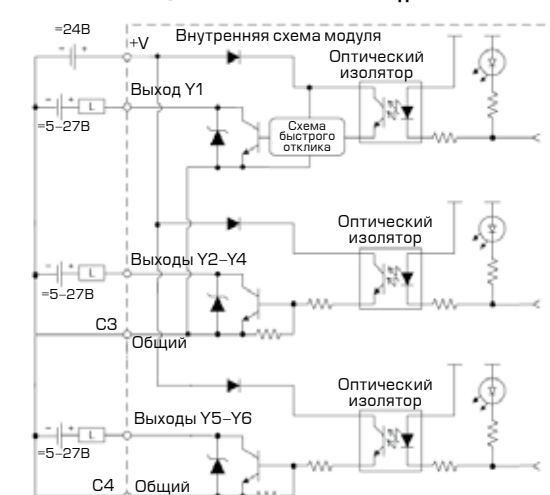 =24В
+V
Внутренняя схема модуля
Оптический
изолятор
Выход Y1
- +
L
=5–27В
Схема
быстрого
отклика
Оптический
изолятор
Выходы Y2–Y4
- +
L
=5–27В
C3
Общий
Оптический
изолятор
Выходы Y5–Y6
- +
L
=5–27В
C4
Общий